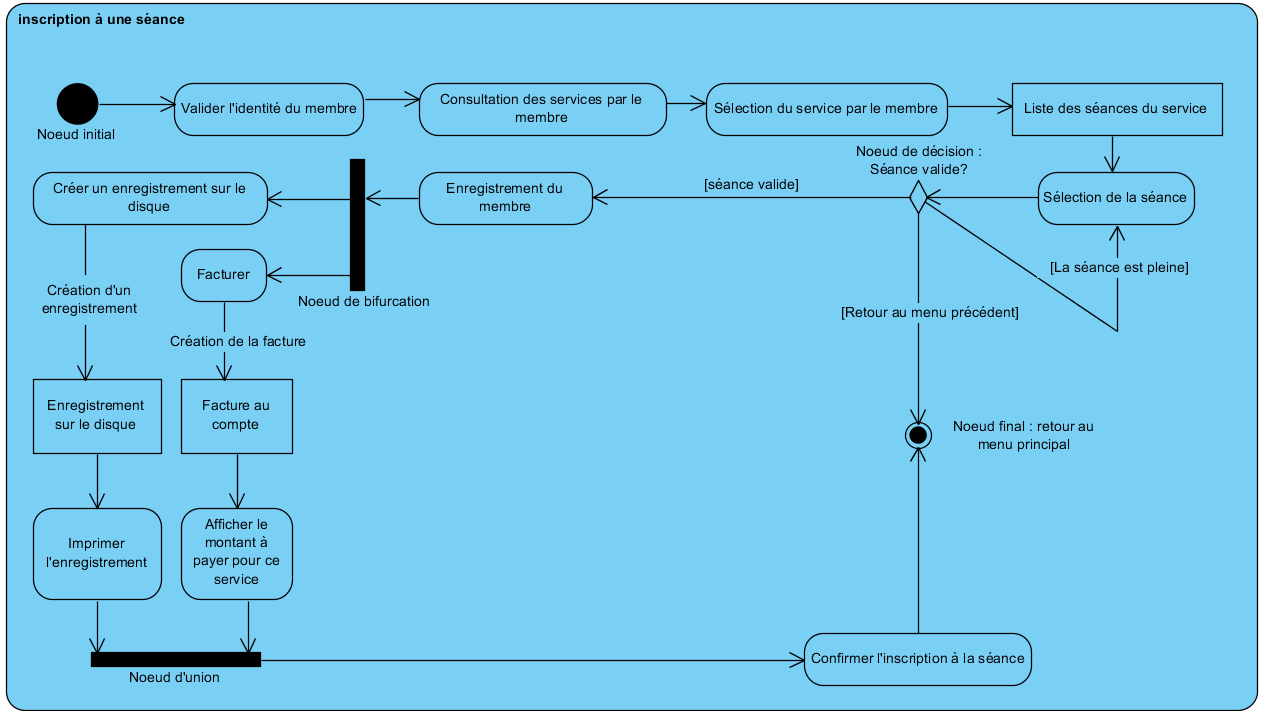 inscription à une séance
Noeud initial
Valider l'identité du membre
Consultation des services par le
membre
Sélection du service par le membre
Liste des séances du service
Noeud de décision :
Séance valide?
Sélection de la séance
[La séance est pleine]
[séance valide]
[Retour au menu précédent]
Enregistrement du
membre
Noeud de bifurcation
Créer un enregistrement sur le
disque
Facturer
Création d'un
enregistrement
Création de la facture
Enregistrement
sur le disque
Facture au
compte
Imprimer
l'enregistrement
Afficher le
montant à
payer pour ce
service
Noeud d'union
Confirmer l'inscription à la séance
Noeud final : retour au
menu principal